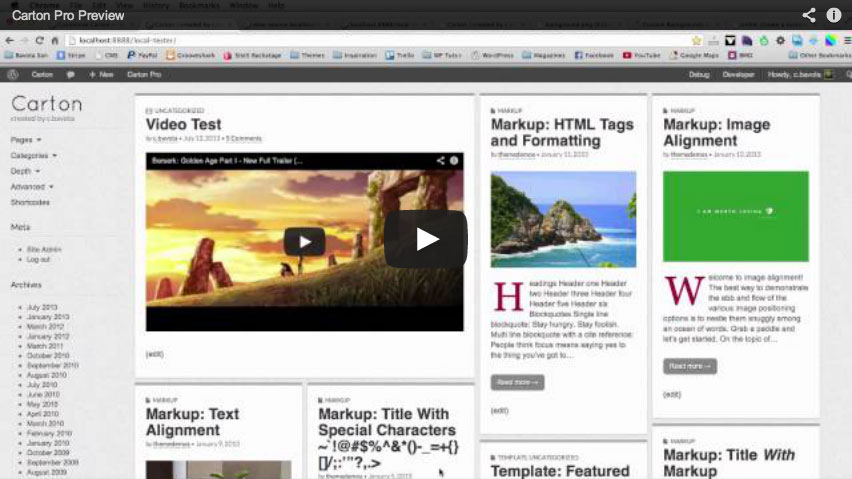 Carton Pro Preview
View History Bookmarks Window Help
localhost:8888/local-tester/
Bavota San Stripe CMS PayPal Grooveshark Sixt5 Backstage Themes Inspiration Trello WP Tuts WordPress Magazines Facebook YouTube Google Maps BMO Other Bookmarks
Carton + New Carton Pro Debug Developer Howdy, c.bavota
Carton
created by c.bavota
Pages
Categories
Depth
Advanced
Shortcodes
Meta
Site Admin
Log out
Archives
July 2013
January 2013
March 2012
January 2012
March 2011
October 2010
September 2010
August 2010
July 2010
June 2010
May 2010
April 2010
March 2010
February 2010
January 2010
October 2009
September 2009
August 2009
UNCATEGORIZED
Video Test
by c.bavota • July 12, 2013 • 5 Comments
Berserk: Golden Age Part I - New Full Trailer [...
(edit)
MARKUP
Markup: HTML Tags
and Formatting
by themedemos • January 11, 2013
Headings Header one Header
two Header three Header four
Header five Header six
Blockquotes Single line
blockquote: Stay hungry. Stay foolish.
Multi line blockquote with a cite reference:
People think focus means saying yes to
the thing you've got to...
Read more →
(edit)
MARKUP
Markup: Image
Alignment
by themedemos • January 10, 2013
I AM WORTH LOVING
Welcome to image alignment!
The best way to demonstrate
the ebb and flow of the
various image positioning
options is to nestle them snuggly among
an ocean of words. Grab a paddle and
let's get started. On the topic of...
Read more →
(edit)
MARKUP
Markup: Text
Alignment
by themedemos • January 9, 2013
MARKUP
Markup: Title With
Special Characters
~`!@#$%^&*()-_=+{}
[]/;:'"?,.>
by themedemos • January 5, 2013
TEMPLATE, UNCATEGORIZED
Template: Featured
MARKUP
Markup: Title With
Markup